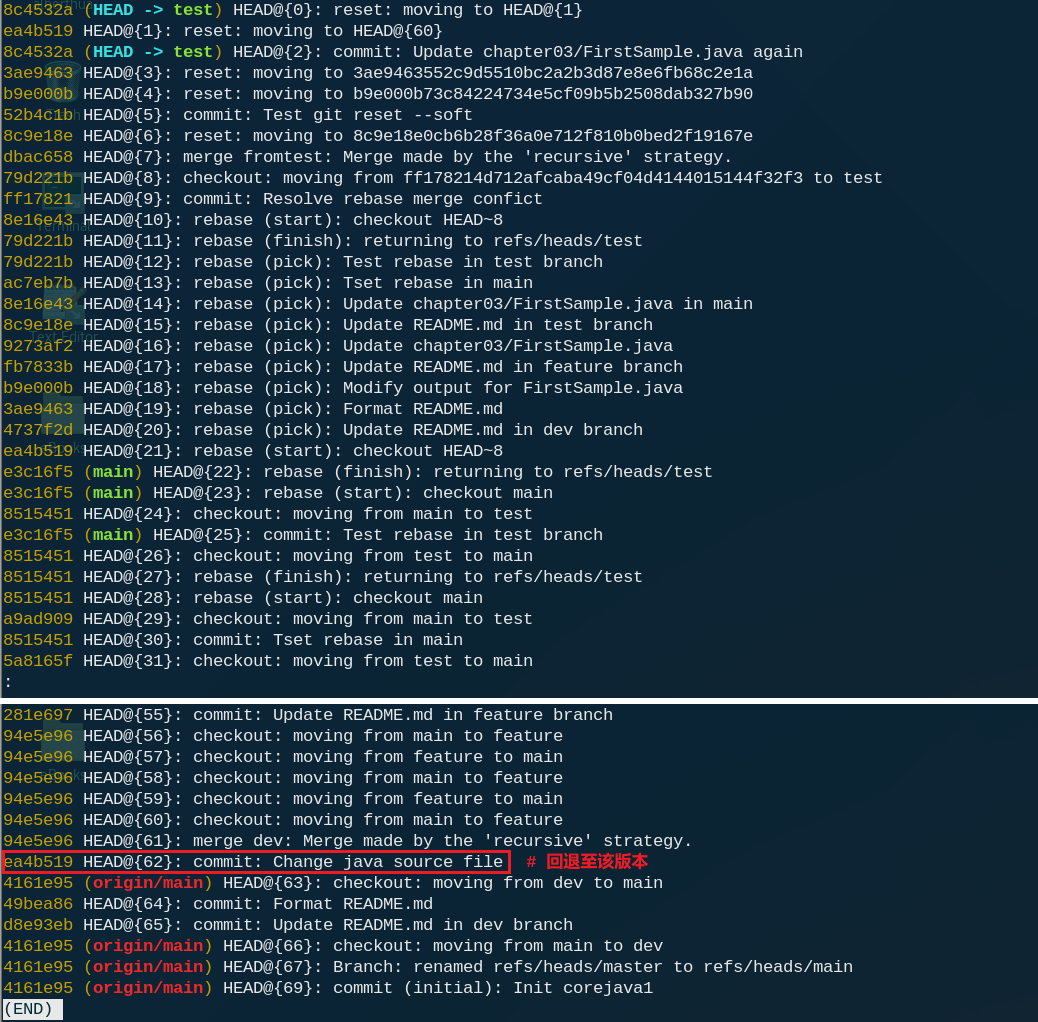 8c4532a (HEAD -> test) HEAD@{0}: reset: moving to HEAD@{1}
ea4b519 HEAD@{1}: reset: moving to HEAD@{60}
8c4532a (HEAD -> test) HEAD@{2}: commit: Update chapter03/FirstSample.java again
3ae9463 HEAD@{3}: reset: moving to 3ae9463552c9d5510bc2a2b3d87e8e6fb68c2e1a
b9e000b HEAD@{4}: reset: moving to b9e000b73c84224734e5cf09b5b2508dab327b90
52b4c1b HEAD@{5}: commit: Test git reset --soft
8c9e18e HEAD@{6}: reset: moving to 8c9e18e0cb6b28f36a0e712f810b0bed2f19167e
dbac658 HEAD@{7}: merge fromtest: Merge made by the 'recursive' strategy.
79d221b HEAD@{8}: checkout: moving from ff178214d712afcaba49cf04d4144015144f32f3 to test
ff17821 HEAD@{9}: commit: Resolve rebase merge confict
8e16e43 HEAD@{10}: rebase (start): checkout HEAD~8
79d221b HEAD@{11}: rebase (finish): returning to refs/heads/test
79d221b HEAD@{12}: rebase (pick): Test rebase in test branch
ac7eb7b HEAD@{13}: rebase (pick): Tset rebase in main
8e16e43 HEAD@{14}: rebase (pick): Update chapter03/FirstSample.java in main
8c9e18e HEAD@{15}: rebase (pick): Update README.md in test branch
9273af2 HEAD@{16}: rebase (pick): Update chapter03/FirstSample.java
fb7833b HEAD@{17}: rebase (pick): Update README.md in feature branch
b9e000b HEAD@{18}: rebase (pick): Modify output for FirstSample.java
3ae9463 HEAD@{19}: rebase (pick): Format README.md
4737f2d HEAD@{20}: rebase (pick): Update README.md in dev branch
ea4b519 HEAD@{21}: rebase (start): checkout HEAD~8
e3c16f5 (main) HEAD@{22}: rebase (finish): returning to refs/heads/test
e3c16f5 (main) HEAD@{23}: rebase (start): checkout main
8515451 HEAD@{24}: checkout: moving from main to test
e3c16f5 (main) HEAD@{25}: commit: Test rebase in test branch
8515451 HEAD@{26}: checkout: moving from test to main
8515451 HEAD@{27}: rebase (finish): returning to refs/heads/test
8515451 HEAD@{28}: rebase (start): checkout main
a9ad909 HEAD@{29}: checkout: moving from main to test
8515451 HEAD@{30}: commit: Tset rebase in main
5a8165f HEAD@{31}: checkout: moving from test to main
:
281e697 HEAD@{55}: commit: Update README.md in feature branch
94e5e96 HEAD@{56}: checkout: moving from main to feature
94e5e96 HEAD@{57}: checkout: moving from feature to main
94e5e96 HEAD@{58}: checkout: moving from main to feature
94e5e96 HEAD@{59}: checkout: moving from feature to main
94e5e96 HEAD@{60}: checkout: moving from main to feature
94e5e96 HEAD@{61}: merge dev: Merge made by the 'recursive' strategy.
ea4b519 HEAD@{62}: commit: Change java source file # 回退至该版本
4161e95 (origin/main) HEAD@{63}: checkout: moving from dev to main
49bea86 HEAD@{64}: commit: Format README.md
d8e93eb HEAD@{65}: commit: Update README.md in dev branch
4161e95 (origin/main) HEAD@{66}: checkout: moving from main to dev
4161e95 (origin/main) HEAD@{67}: Branch: renamed refs/heads/master to refs/heads/main
4161e95 (origin/main) HEAD@{69}: commit (initial): Init corejava1
(END)